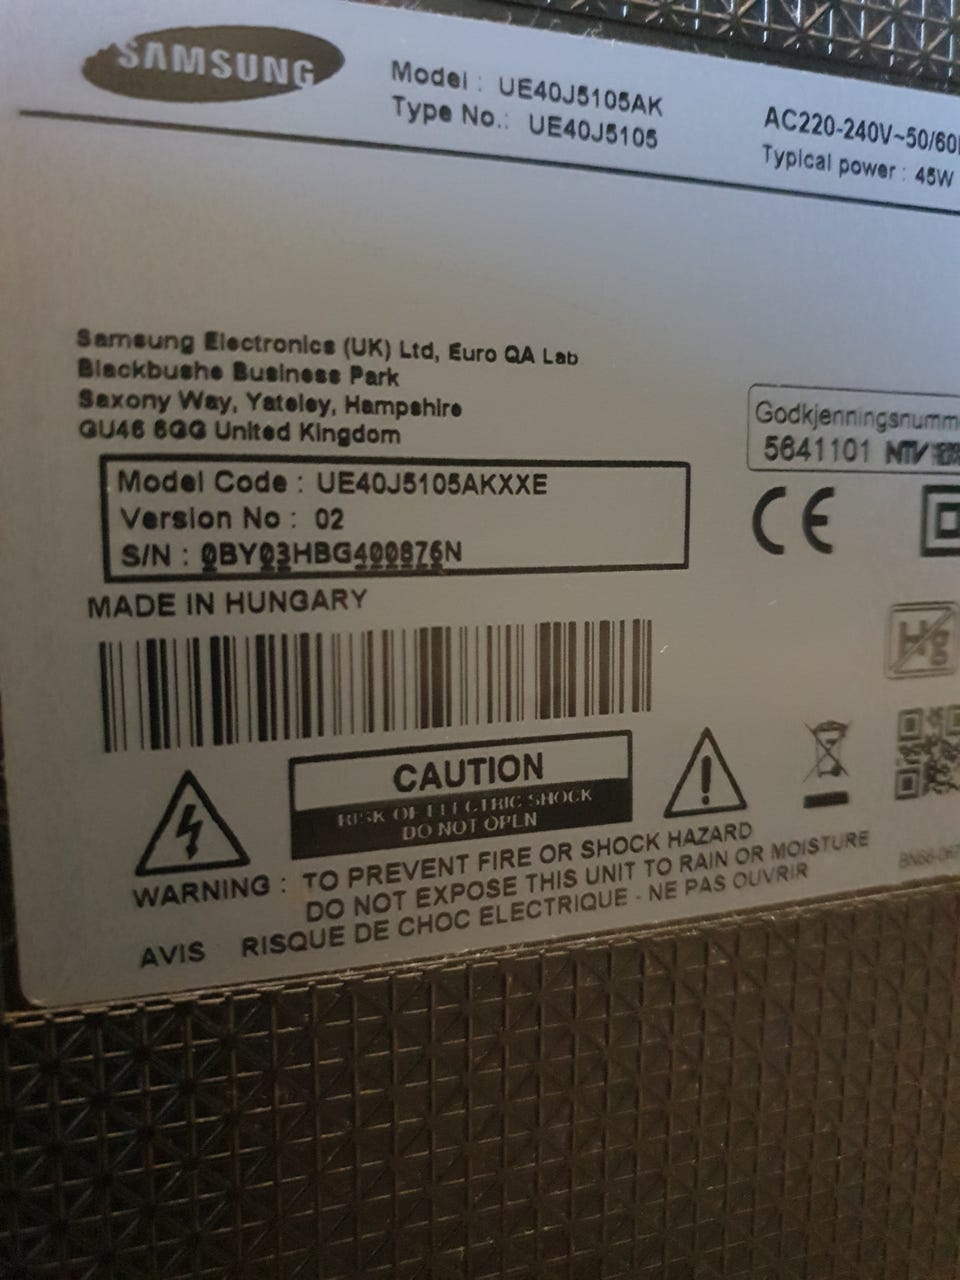 SAMSUNG
Model : UE40J5105AK
Type No.: UE40J5105
AC220-240V~50/60
Typical power : 45W
Samsung Electronics (UK) Ltd, Euro QA Lab
Blackbushe Business Park
Saxony Way, Yateley, Hampshire
GU46 6GG United Kingdom
Godkjenningsnumm
5641101 NTV
Model Code : UE40J5105AKXXE
Version No : 02
S/N : 0BY03HBG400876N
MADE IN HUNGARY
CE
Hg
CAUTION
RISK OF ELECTRIC SHOCK
DO NOT OPEN
WARNING : TO PREVENT FIRE OR SHOCK HAZARD
DO NOT EXPOSE THIS UNIT TO RAIN OR MOISTURE
AVIS RISQUE DE CHOC ELECTRIQUE - NE PAS OUVRIR